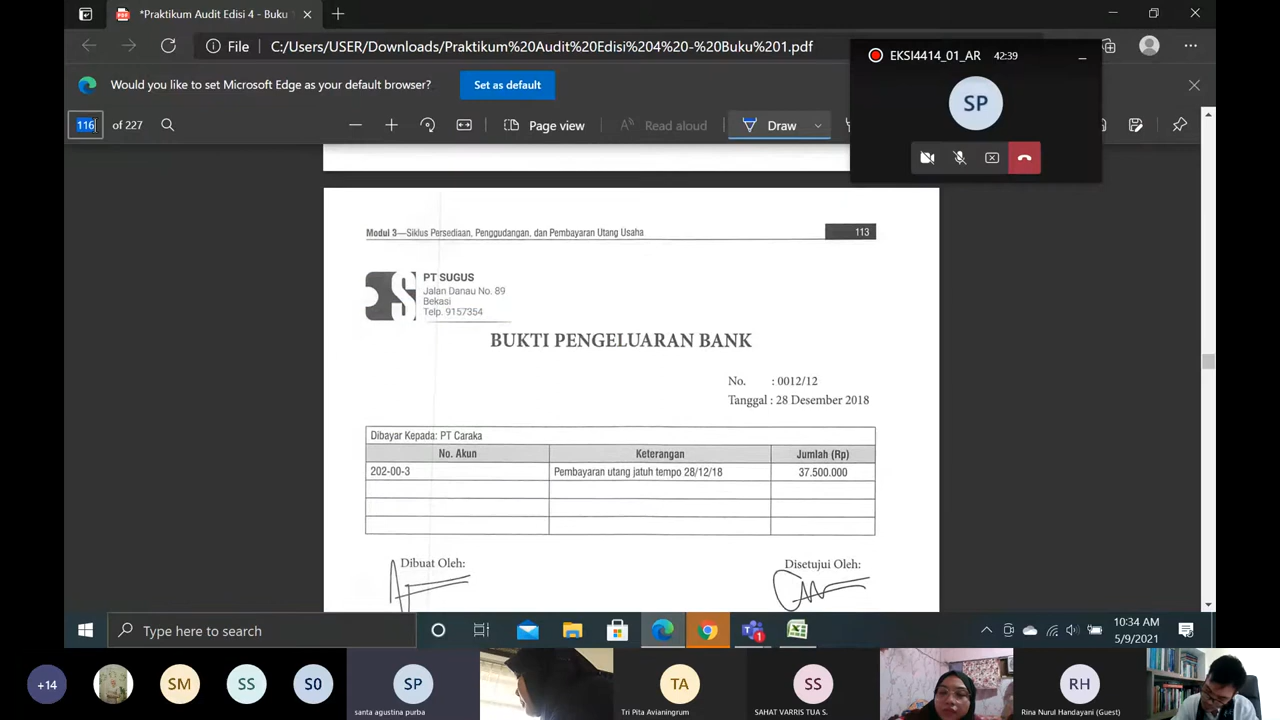 *Praktikum Audit Edisi 4 - Buku
File C:/Users/USER/Downloads/Praktikum%20Audit%20Edisi%204%20-%20Buku%201.pdf
Would you like to set Microsoft Edge as your default browser? Set as default
EKSI4414_01_AR 42:39
SP
116 of 227 Page view Read aloud Draw
Modul 3—Siklus Persediaan, Penggudangan, dan Pembayaran Utang Usaha 113
S
PT SUGUS
Jalan Danau No. 89
Bekasi
Telp. 9157354
BUKTI PENGELUARAN BANK
No. : 0012/12
Tanggal : 28 Desember 2018
Dibayar Kepada: PT Caraka
No. Akun Keterangan Jumlah (Rp)
202-00-3 Pembayaran utang jatuh tempo 28/12/18 37.500.000
Dibuat Oleh: Disetujui Oleh:
Type here to search
1
10:34 AM
5/9/2021
+14 SM SS S0 SP TA SS RH
santa agustina purba Tri Pita Avianingrum SAHAT VARRIS TUA S. Rina Nurul Handayani (Guest)